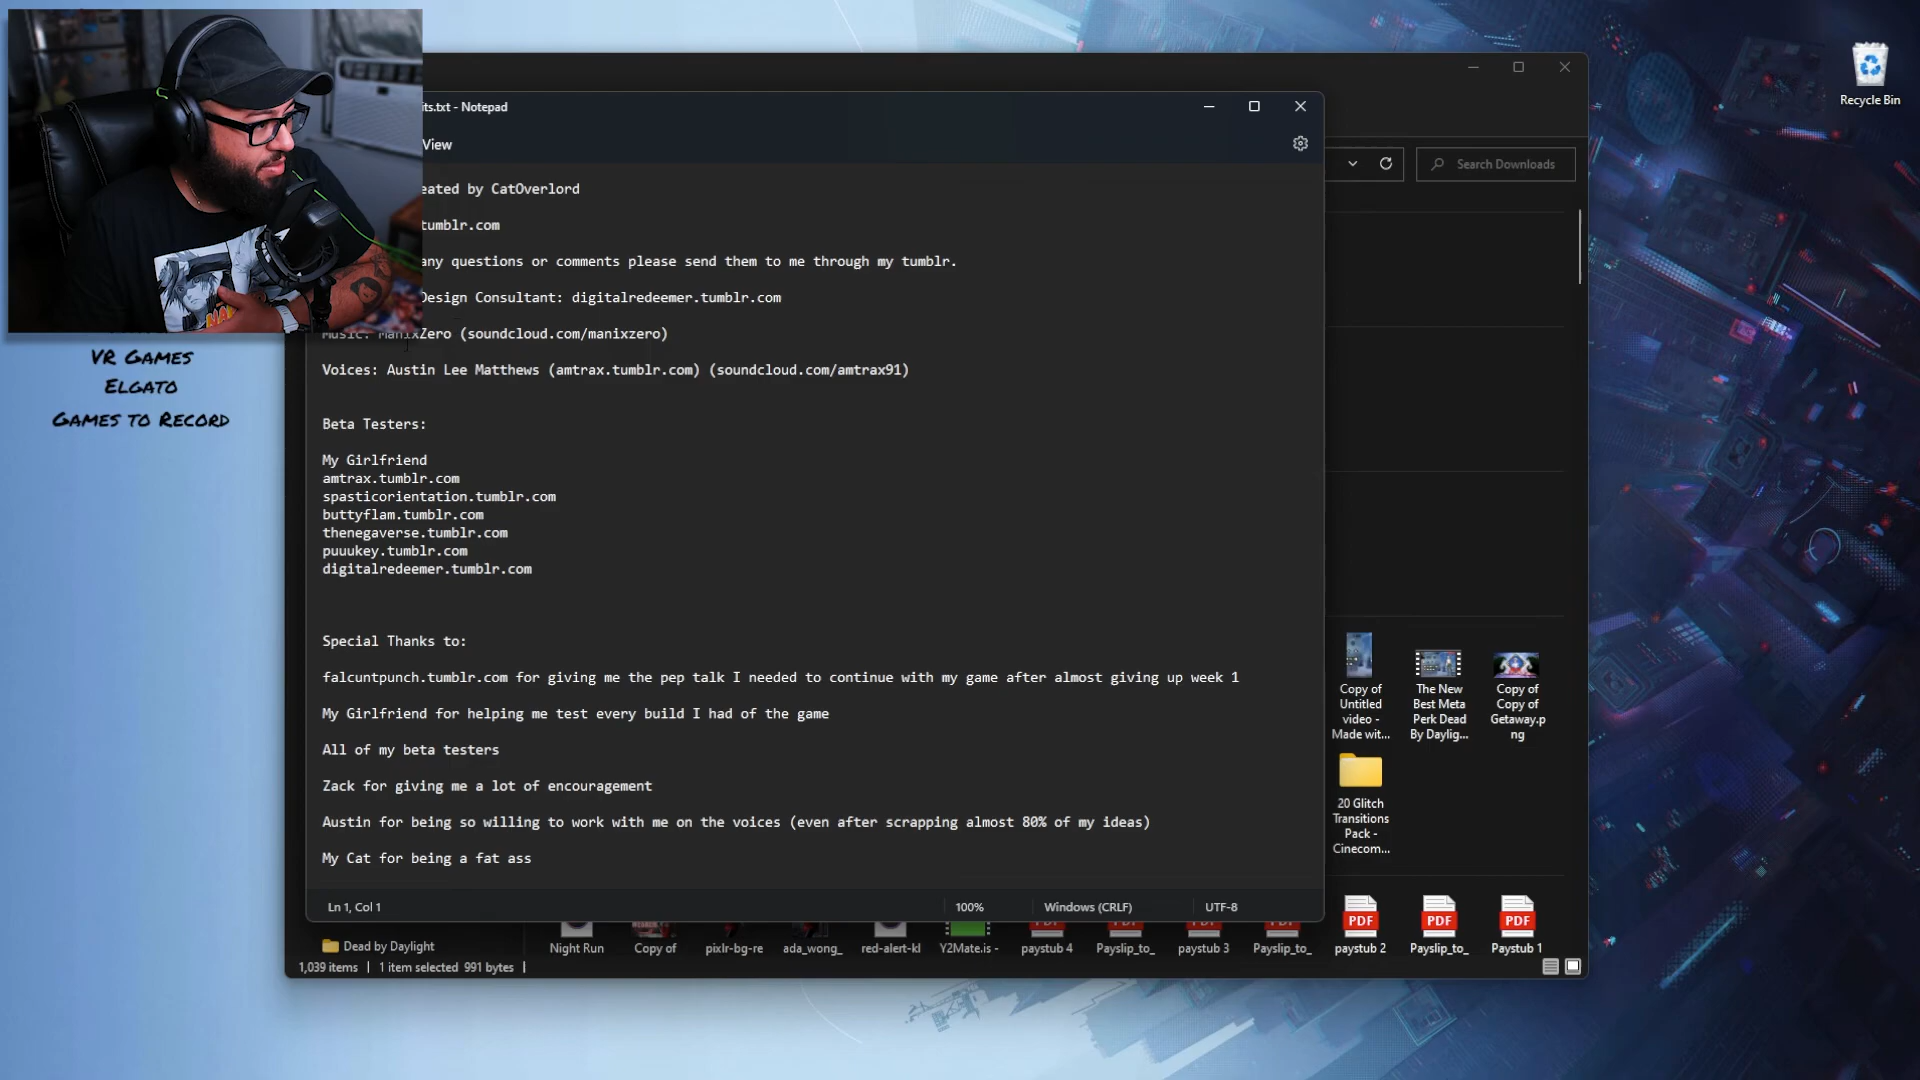 its.txt - Notepad
View
eated by CatOverlord
tumblr.com
any questions or comments please send them to me through my tumblr.
Design Consultant: digitalredeemer.tumblr.com
Music: ManixZero (soundcloud.com/manixzero)
Voices: Austin Lee Matthews (amtrax.tumblr.com) (soundcloud.com/amtrax91)
Beta Testers:
My Girlfriend
amtrax.tumblr.com
spasticorientation.tumblr.com
buttyflam.tumblr.com
thenegaverse.tumblr.com
puuukey.tumblr.com
digitalredeemer.tumblr.com
Special Thanks to:
falcuntpunch.tumblr.com for giving me the pep talk I needed to continue with my game after almost giving up week 1
My Girlfriend for helping me test every build I had of the game
All of my beta testers
Zack for giving me a lot of encouragement
Austin for being so willing to work with me on the voices (even after scrapping almost 80% of my ideas)
My Cat for being a fat ass
Ln 1, Col 1
100%
Windows (CRLF)
UTF-8
Search Downloads
Recycle Bin
VR Games
Elgato
Games to Record
Copy of
Untitled
video -
Made wit...
The New
Best Meta
Perk Dead
By Daylig...
Copy of
Copy of
Getaway.p
ng
20 Glitch
Transitions
Pack -
Cinecom...
PDF
PDF
PDF
Dead by Daylight
Night Run
Copy of
pixlr-bg-re
ada_wong_
red-alert-kl
Y2Mate.is -
paystub 4
Payslip_to_
paystub 3
Payslip_to_
paystub 2
Payslip_to_
Paystub 1
1,039 items
1 item selected 991 bytes